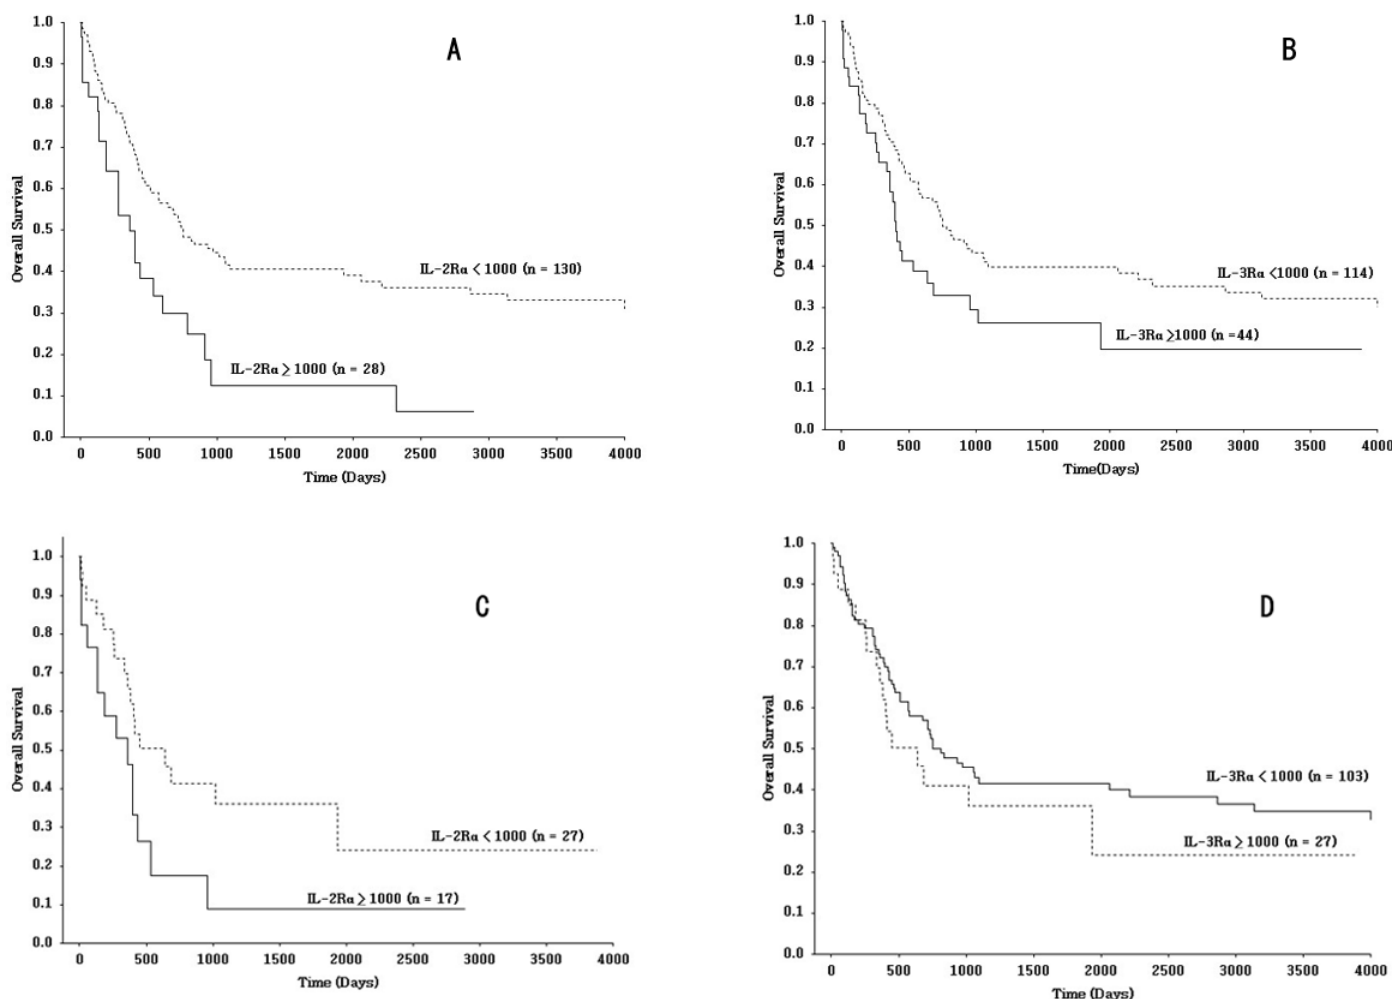 A
1.0
0.9
0.8
0.7
0.6
0.5
0.4
0.3
0.2
0.1
0.0
Overall Survival
IL-2Rα < 1000 (n = 130)
IL-2Rα ≥ 1000 (n = 28)
0 500 1000 1500 2000 2500 3000 3500 4000
Time (Days)
B
1.0
0.9
0.8
0.7
0.6
0.5
0.4
0.3
0.2
0.1
0.0
Overall Survival
IL-3Rα <1000 (n = 114)
IL-3Rα ≥1000 (n =44)
0 500 1000 1500 2000 2500 3000 3500 4000
Time(Days)
C
1.0
0.9
0.8
0.7
0.6
0.5
0.4
0.3
0.2
0.1
0.0
Overall Survival
IL-2Rα < 1000 (n = 27)
IL-2Rα ≥ 1000 (n = 17)
0 500 1000 1500 2000 2500 3000 3500 4000
Time (Days)
D
1.0
0.9
0.8
0.7
0.6
0.5
0.4
0.3
0.2
0.1
0.0
Overall Survival
IL-3Rα < 1000 (n = 103)
IL-3Rα ≥ 1000 (n = 27)
0 500 1000 1500 2000 2500 3000 3500 4000
Time (Days)